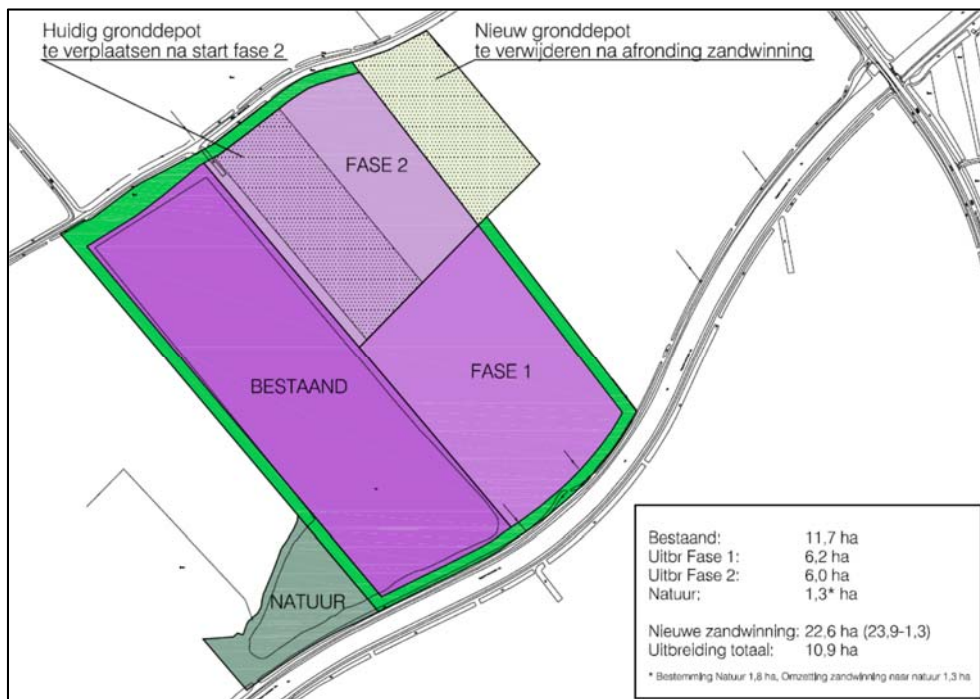 Huidig gronddepot
te verplaatsen na start fase 2
Nieuw gronddepot
te verwijderen na afronding zandwinning
FASE 2
FASE 1
BESTAAND
NATUUR
Bestaand: 11,7 ha
Uitbr Fase 1: 6,2 ha
Uitbr Fase 2: 6,0 ha
Natuur: 1,3* ha
Nieuwe zandwinning: 22,6 ha (23,9-1,3)
Uitbreiding totaal: 10,9 ha
* Bestemming Natuur 1,8 ha, Omzetting zandwinning naar natuur 1,3 ha